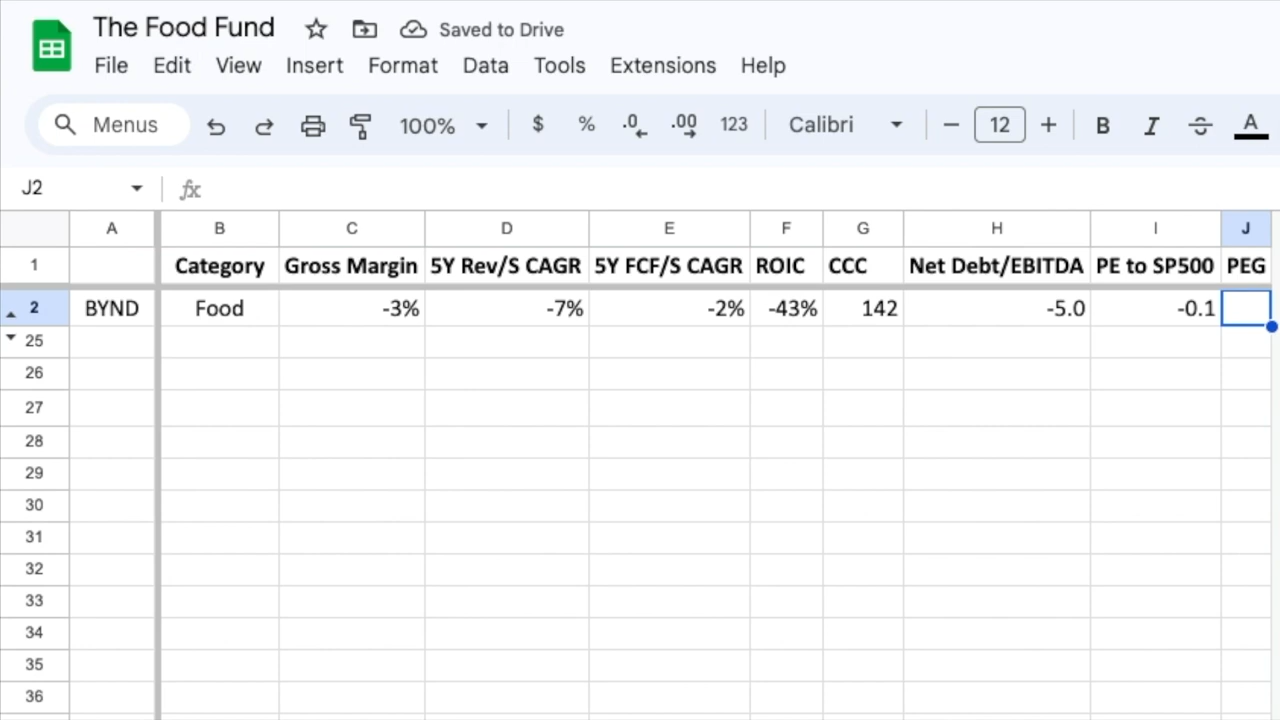 The Food Fund Saved to Drive
File Edit View Insert Format Data Tools Extensions Help
Menus 100% $ % .0 .00 123 Calibri 12 B I S A
J2 fx
A B C D E F G H I J
1 Category Gross Margin 5Y Rev/S CAGR 5Y FCF/S CAGR ROIC CCC Net Debt/EBITDA PE to SP500 PEG
2 BYND Food -3% -7% -2% -43% 142 -5.0 -0.1
25
26
27
28
29
30
31
32
33
34
35
36